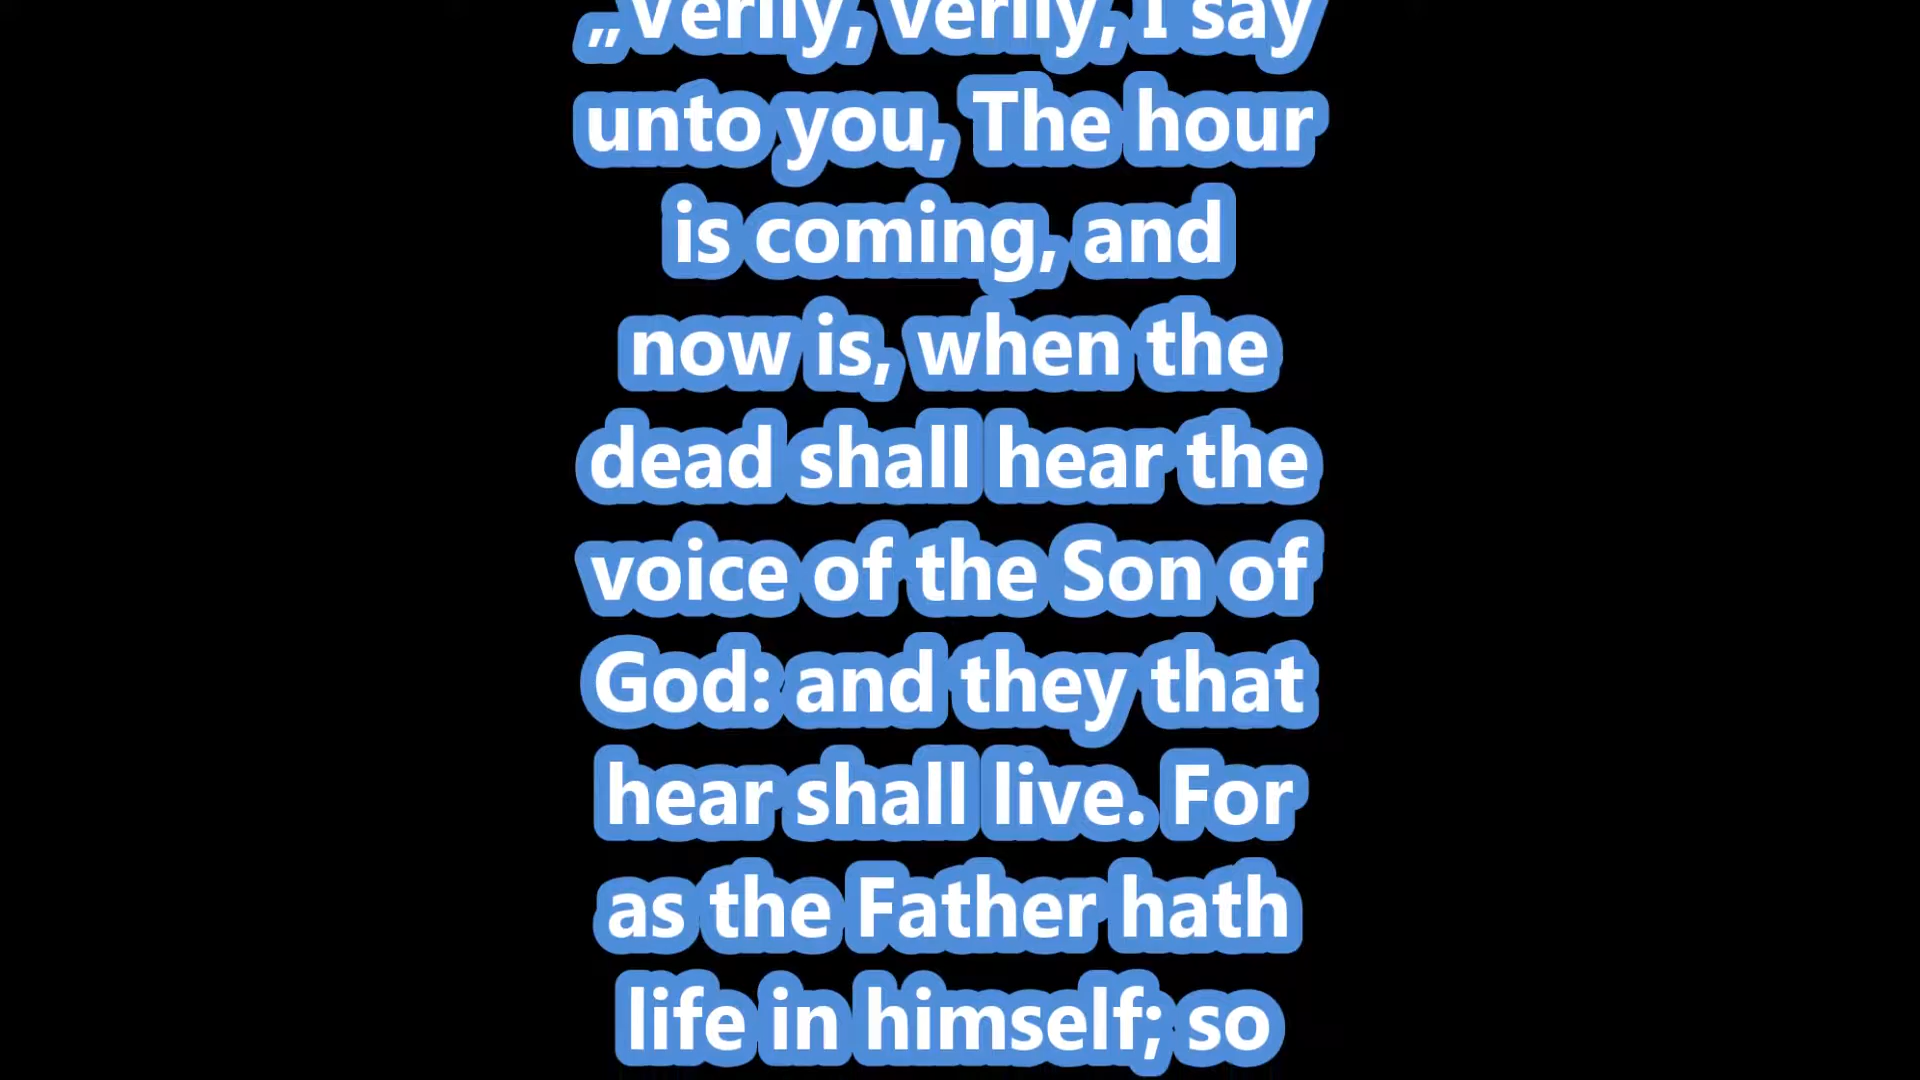 „Verily, verily, I say
unto you, The hour
is coming, and
now is, when the
dead shall hear the
voice of the Son of
God: and they that
hear shall live. For
as the Father hath
life in himself; so